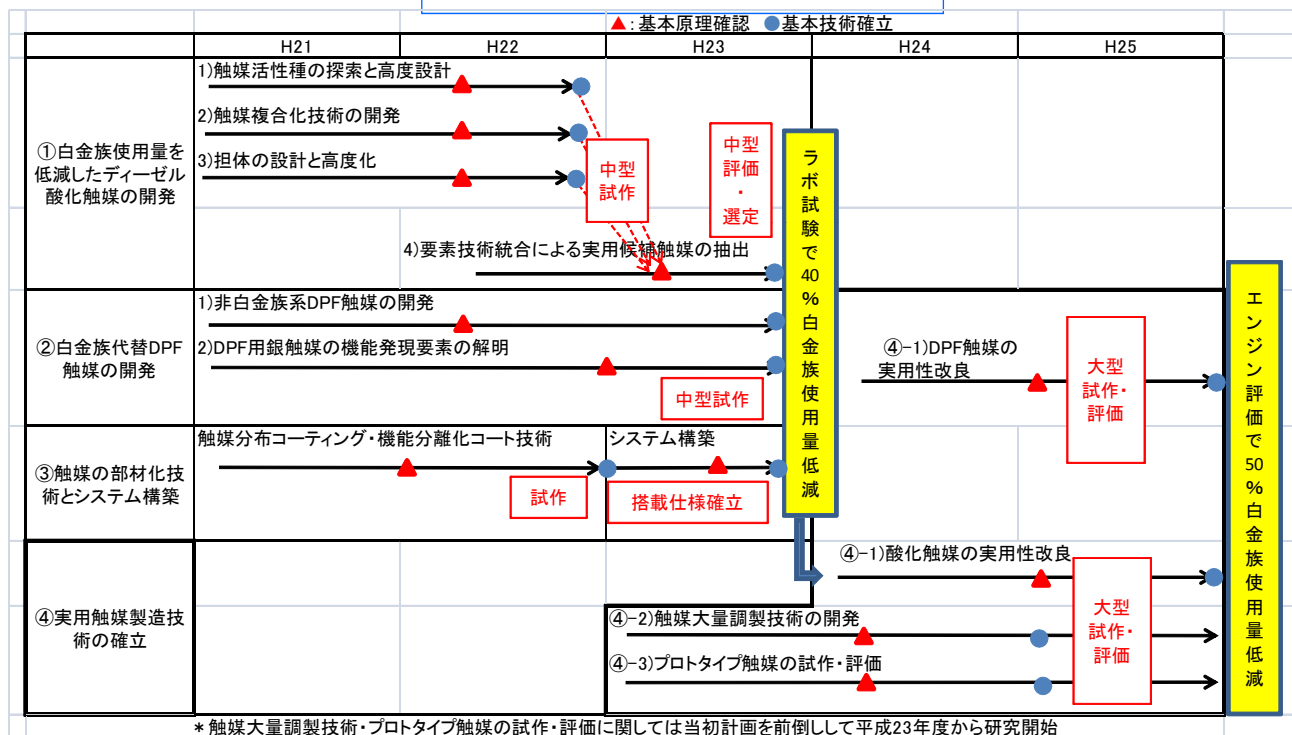 ▲:基本原理確認 ●基本技術確立
H21 H22 H23 H24 H25
①白金族使用量を
低減したディーゼル
酸化触媒の開発
1)触媒活性種の探索と高度設計
2)触媒複合化技術の開発
3)担体の設計と高度化
中型
試作
中型
評価
・
選定
4)要素技術統合による実用候補触媒の抽出
ラボ試験で40%白金族使用量低減
②白金族代替DPF
触媒の開発
1)非白金族系DPF触媒の開発
2)DPF用銀触媒の機能発現要素の解明
中型試作
④-1)DPF触媒の
実用性改良
大型
試作・
評価
エンジン評価で50%白金族使用量低減
③触媒の部材化技
術とシステム構築
触媒分布コーティング・機能分離化コート技術
試作
システム構築
搭載仕様確立
④実用触媒製造技
術の確立
④-1)酸化触媒の実用性改良
④-2)触媒大量調製技術の開発
④-3)プロトタイプ触媒の試作・評価
大型
試作・
評価
*触媒大量調製技術・プロトタイプ触媒の試作・評価に関しては当初計画を前倒しして平成23年度から研究開始